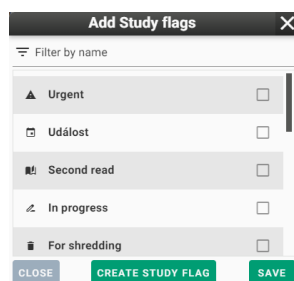 Add Study flags
Filter by name
Urgent
Událost
Second read
In progress
For shredding
CLOSE CREATE STUDY FLAG SAVE